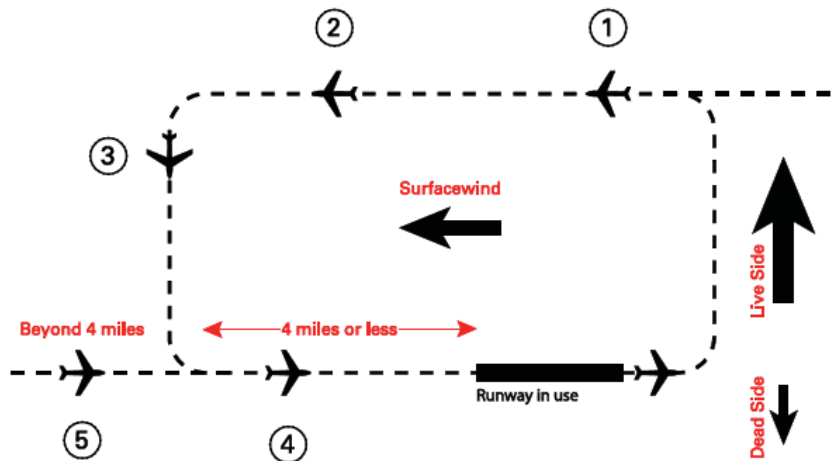 ② ①
③
Surfacewind
Live Side
Beyond 4 miles
4 miles or less
Runway in use
Dead Side
⑤ ④